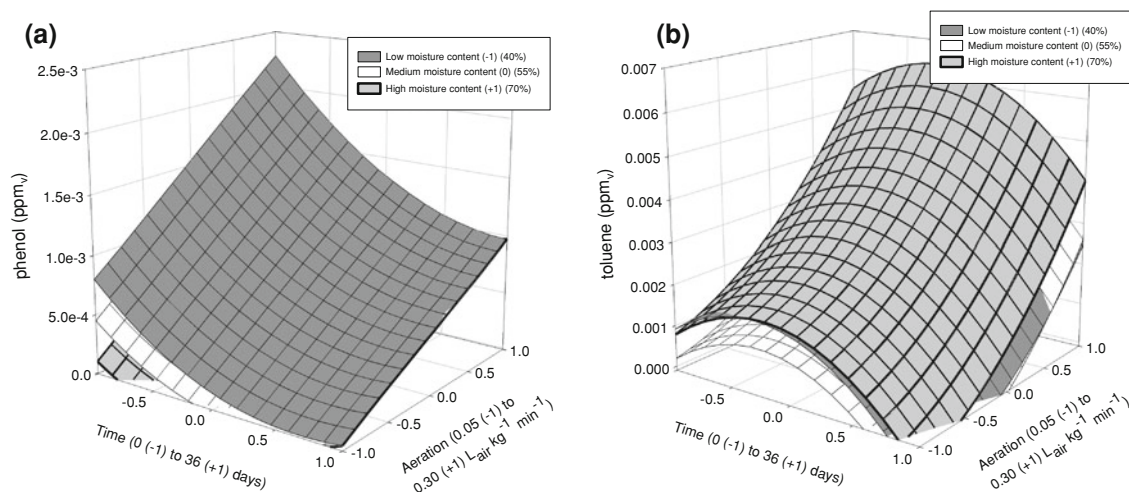 (a)
Low moisture content (-1) (40%)
Medium moisture content (0) (55%)
High moisture content (+1) (70%)
2.5e-3
2.0e-3
1.5e-3
1.0e-3
5.0e-4
0.0
phenol (ppmv)
-0.5
0.0
0.5
1.0
Time (0 (-1) to 36 (+1) days)
-1.0
-0.5
0.0
0.5
1.0
Aeration (0.05 (-1) to
0.30 (+1) Lair kg-1 min-1)
(b)
Low moisture content (-1) (40%)
Medium moisture content (0) (55%)
High moisture content (+1) (70%)
0.007
0.006
0.005
0.004
0.003
0.002
0.001
0.000
toluene (ppmv)
-0.5
0.0
0.5
1.0
Time (0 (-1) to 36 (+1) days)
-1.0
-0.5
0.0
0.5
1.0
Aeration (0.05 (-1) to
0.30 (+1) Lair kg-1 min-1)